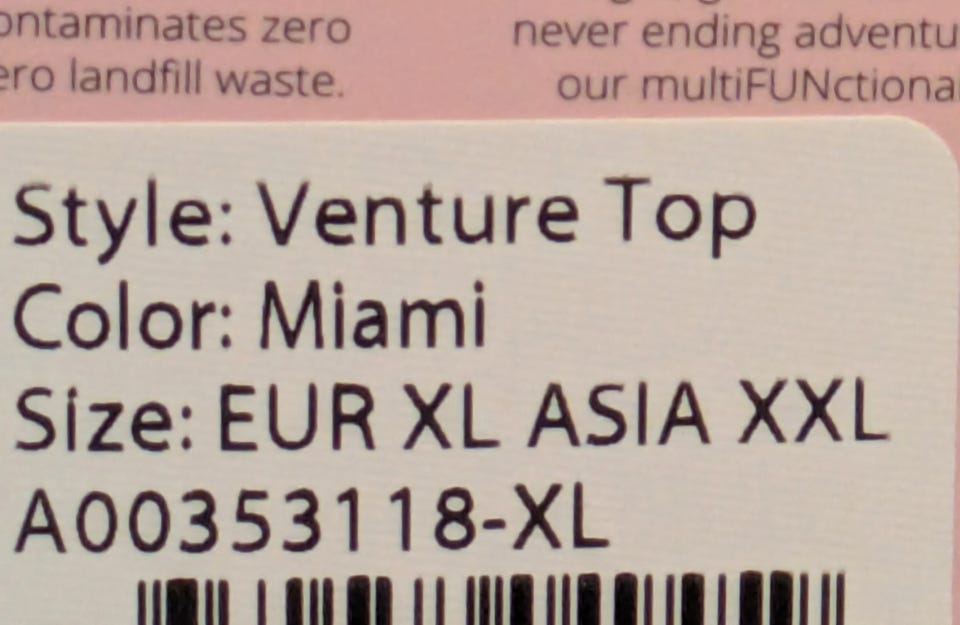 ontaminates zero
ero landfill waste.
never ending adventu
our multiFUNctional
Style: Venture Top
Color: Miami
Size: EUR XL ASIA XXL
A00353118-XL